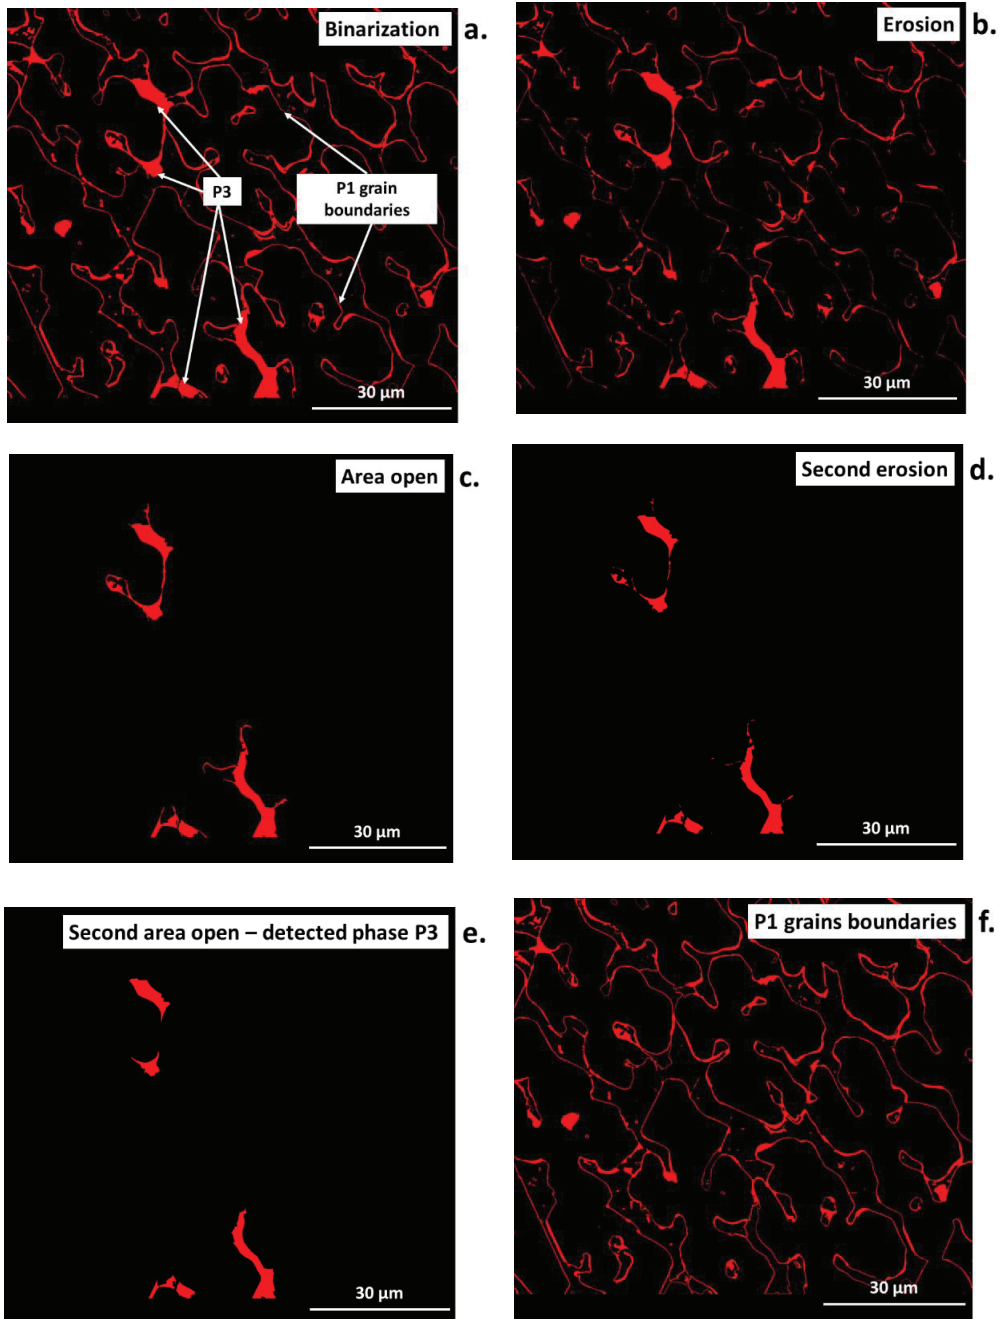 Binarization
a.
P3
P1 grain
boundaries
30 µm
Erosion
b.
30 µm
Area open
c.
30 µm
Second erosion
d.
30 µm
Second area open – detected phase P3
e.
30 µm
P1 grains boundaries
f.
30 µm